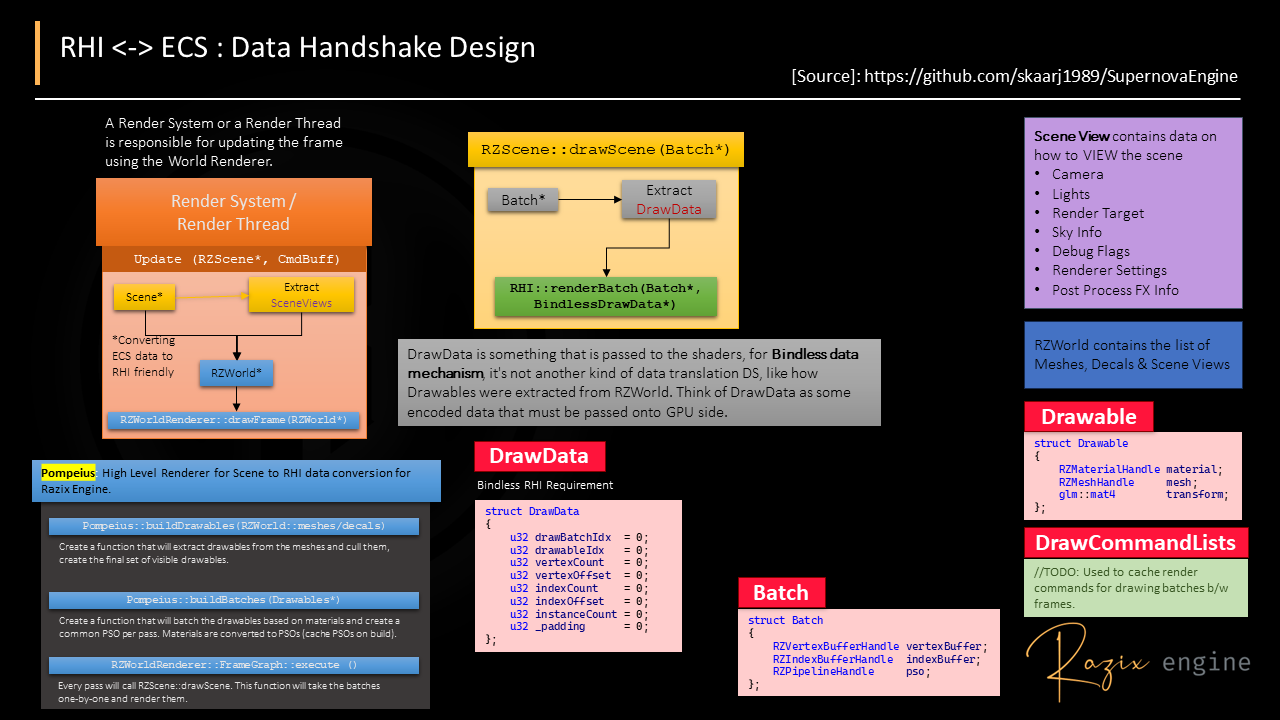 RHI <-> ECS : Data Handshake Design
[Source]: https://github.com/skaarj1989/SupernovaEngine
A Render System or a Render Thread
is responsible for updating the frame
using the World Renderer.
Render System /
Render Thread
Update (RZScene*, CmdBuff)
Scene*
Extract
SceneViews
*Converting
ECS data to
RHI friendly
RZWorld*
RZWorldRenderer::drawFrame(RZWorld*)
RZScene::drawScene(Batch*)
Batch*
Extract
DrawData
RHI::renderBatch(Batch*,
BindlessDrawData*)
DrawData is something that is passed to the shaders, for Bindless data
mechanism, it's not another kind of data translation DS, like how
Drawables were extracted from RZWorld. Think of DrawData as some
encoded data that must be passed onto GPU side.
Scene View contains data on
how to VIEW the scene
• Camera
• Lights
• Render Target
• Sky Info
• Debug Flags
• Renderer Settings
• Post Process FX Info
RZWorld contains the list of
Meshes, Decals & Scene Views
Drawable
struct Drawable
{
RZMaterialHandle material;
RZMeshHandle mesh;
glm::mat4 transform;
};
DrawCommandLists
//TODO: Used to cache render
commands for drawing batches b/w
frames.
Pompeius: High Level Renderer for Scene to RHI data conversion for
Razix Engine.
Pompeius::buildDrawables(RZWorld::meshes/decals)
Create a function that will extract drawables from the meshes and cull them,
create the final set of visible drawables.
Pompeius::buildBatches(Drawables*)
Create a function that will batch the drawables based on materials and create a
common PSO per pass. Materials are converted to PSOs (cache PSOs on build).
RZWorldRenderer::FrameGraph::execute ()
Every pass will call RZScene::drawScene. This function will take the batches
one-by-one and render them.
DrawData
Bindless RHI Requirement
struct DrawData
{
u32 drawBatchIdx = 0;
u32 drawableIdx = 0;
u32 vertexCount = 0;
u32 vertexOffset = 0;
u32 indexCount = 0;
u32 indexOffset = 0;
u32 instanceCount = 0;
u32 _padding = 0;
};
Batch
struct Batch
{
RZVertexBufferHandle vertexBuffer;
RZIndexBufferHandle indexBuffer;
RZPipelineHandle pso;
};
Razix engine